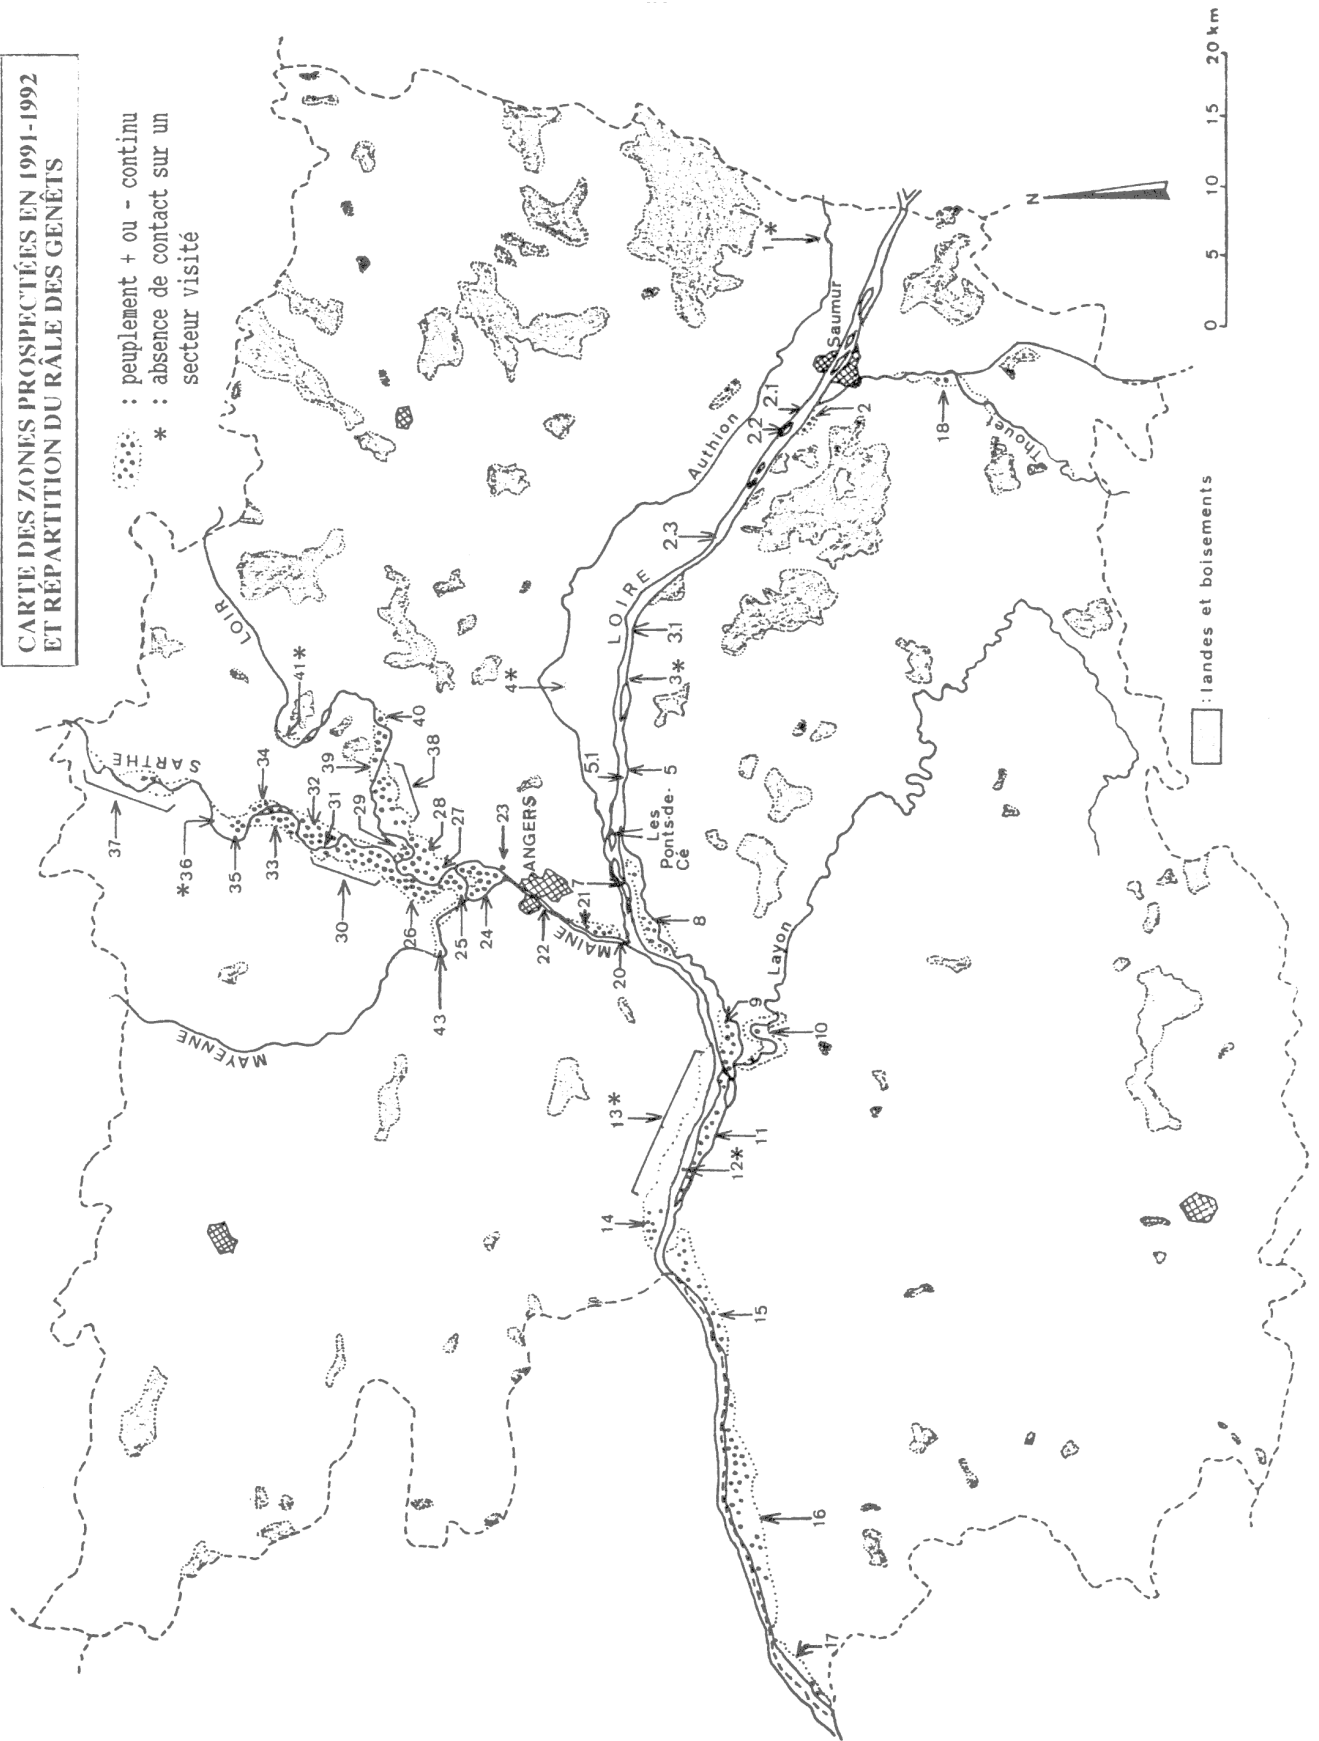 CARTE DES ZONES PROSPECTÉES EN 1991-1992
ET RÉPARTITION DU RÂLE DES GENÊTS
: peuplement + ou - continu
* : absence de contact sur un
secteur visité
SARTHE
37
*36
35
34
33
32
31
30
29
28
27
26
25
24
23
43
LOIR
41*
40
39
38
MAYENNE
ANGERS
22
21
MAINE
20
7
Les
Ponts-de-
Cé
8
5.1
5
4*
3*
3.1
LOIRE
2.3
Authion
2.2
2.1
2
Saumur
1*
18
Thouet
Layon
9
10
11
12*
13*
14
15
16
17
N
0 5 10 15 20 km
: landes et boisements